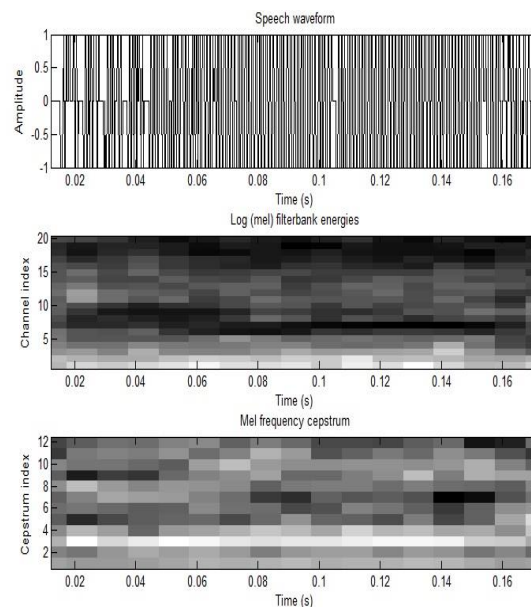 Speech waveform
1
0.5
0
-0.5
-1
Amplitude
0.02 0.04 0.06 0.08 0.1 0.12 0.14 0.16
Time (s)
Log (mel) filterbank energies
20
15
10
5
Channel index
0.02 0.04 0.06 0.08 0.1 0.12 0.14 0.16
Time (s)
Mel frequency cepstrum
12
10
8
6
4
2
Cepstrum index
0.02 0.04 0.06 0.08 0.1 0.12 0.14 0.16
Time (s)